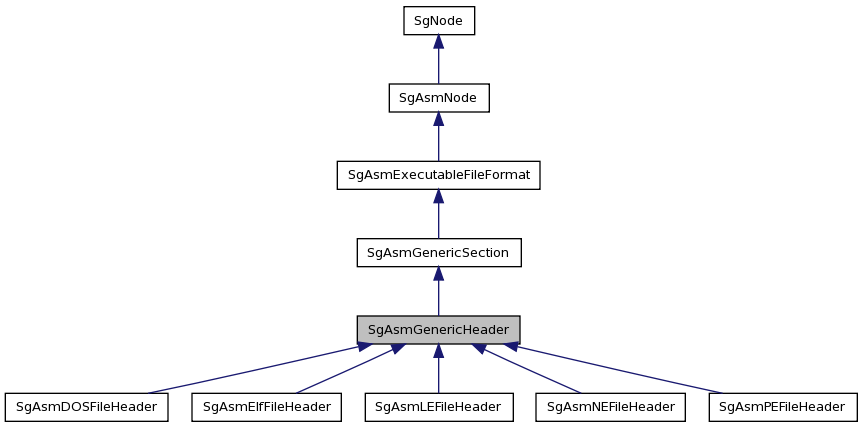 SgNode
SgAsmNode
SgAsmExecutableFileFormat
SgAsmGenericSection
SgAsmGenericHeader
SgAsmDOSFileHeader
SgAsmElfFileHeader
SgAsmLEFileHeader
SgAsmNEFileHeader
SgAsmPEFileHeader